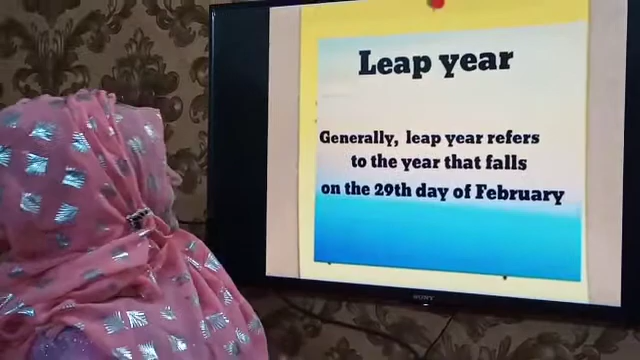 Leap year
Generally, leap year refers
to the year that falls
on the 29th day of February
SONY